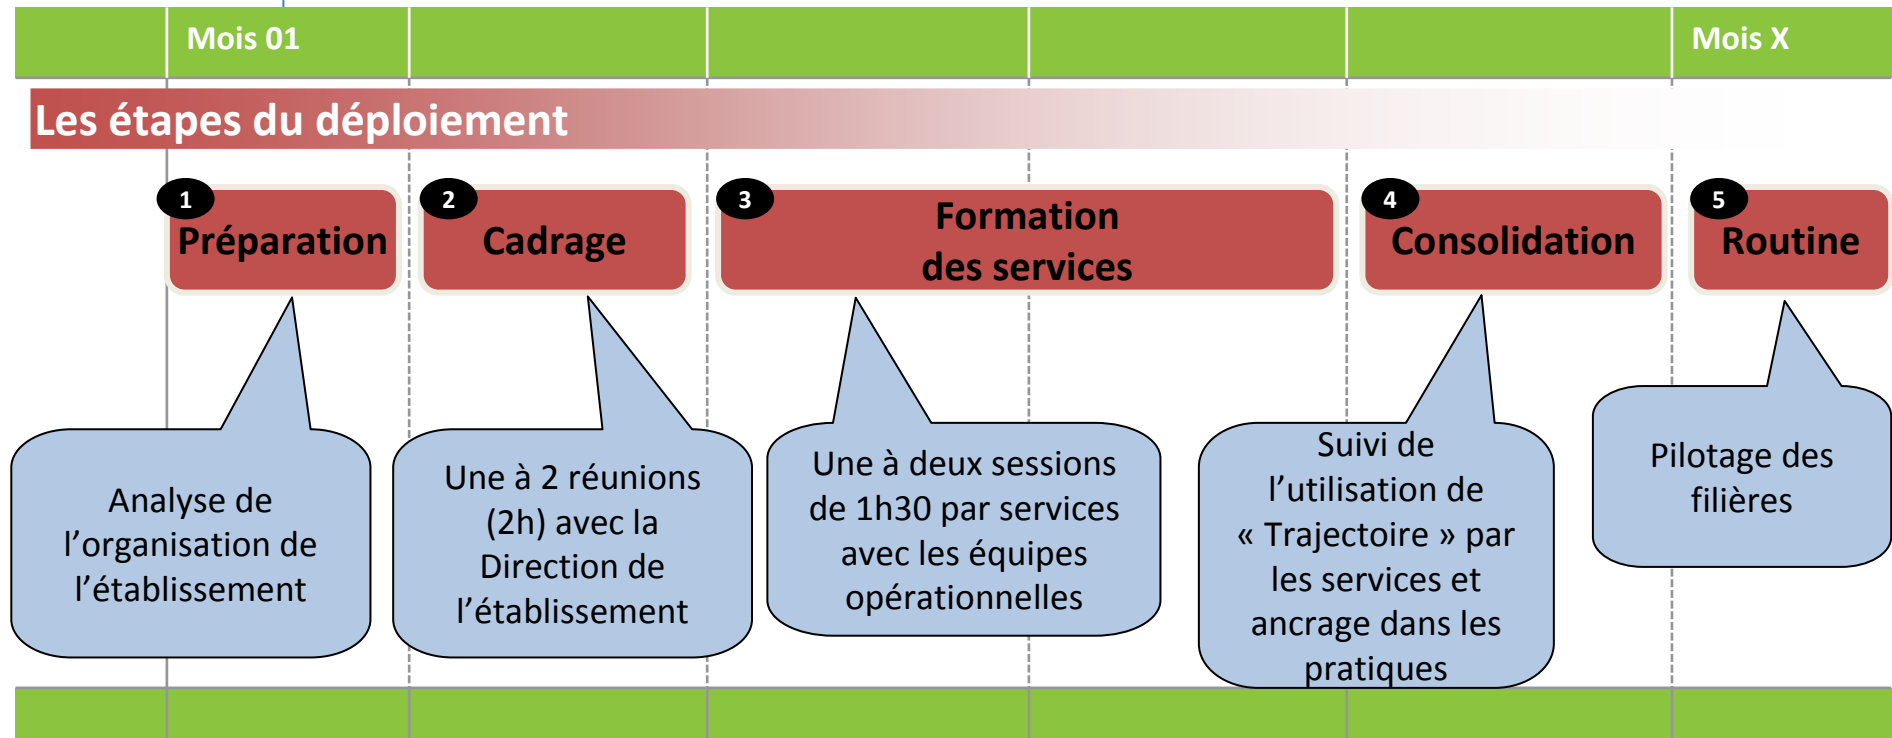 Mois 01
Mois X
Les étapes du déploiement
1
Préparation
2
Cadrage
3
Formation
des services
4
Consolidation
5
Routine
Analyse de
l’organisation de
l’établissement
Une à 2 réunions
(2h) avec la
Direction de
l’établissement
Une à deux sessions
de 1h30 par services
avec les équipes
opérationnelles
Suivi de
l’utilisation de
« Trajectoire » par
les services et
ancrage dans les
pratiques
Pilotage des
filières